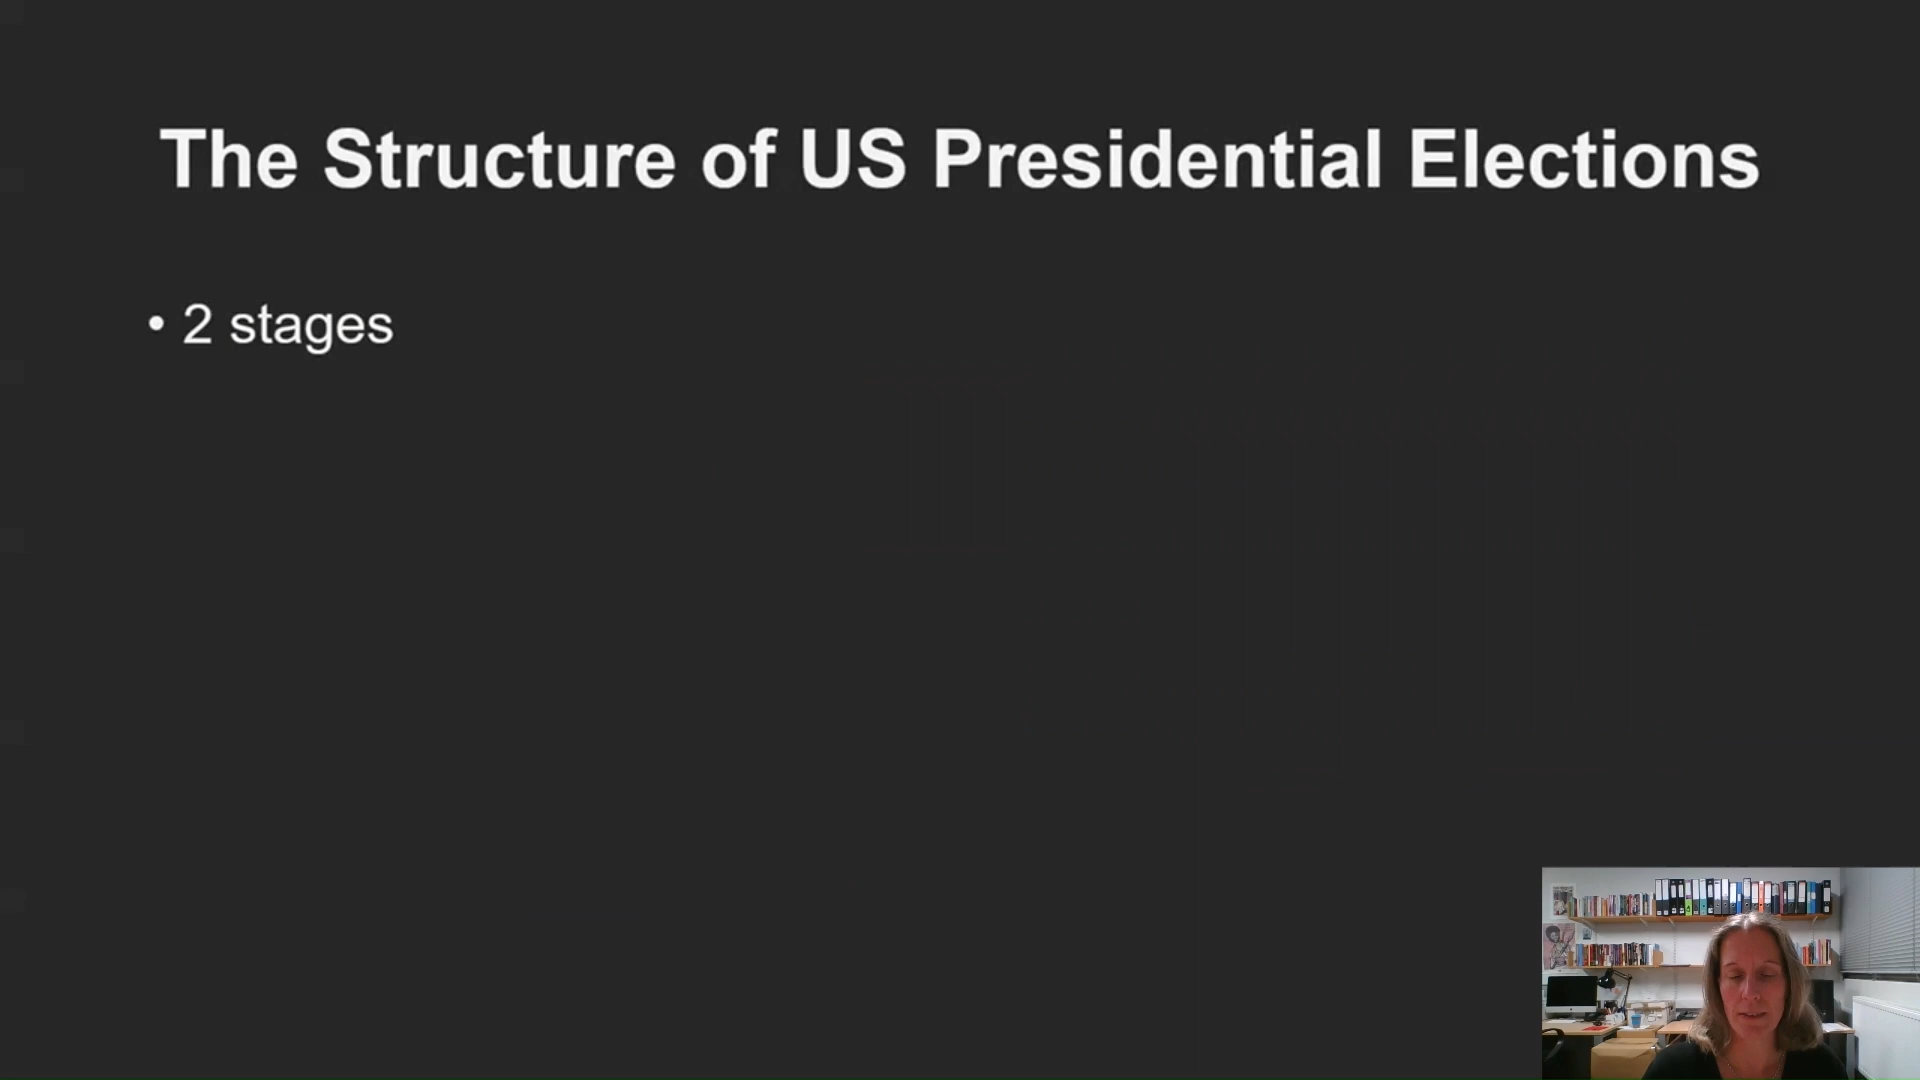 The Structure of US Presidential Elections
• 2 stages